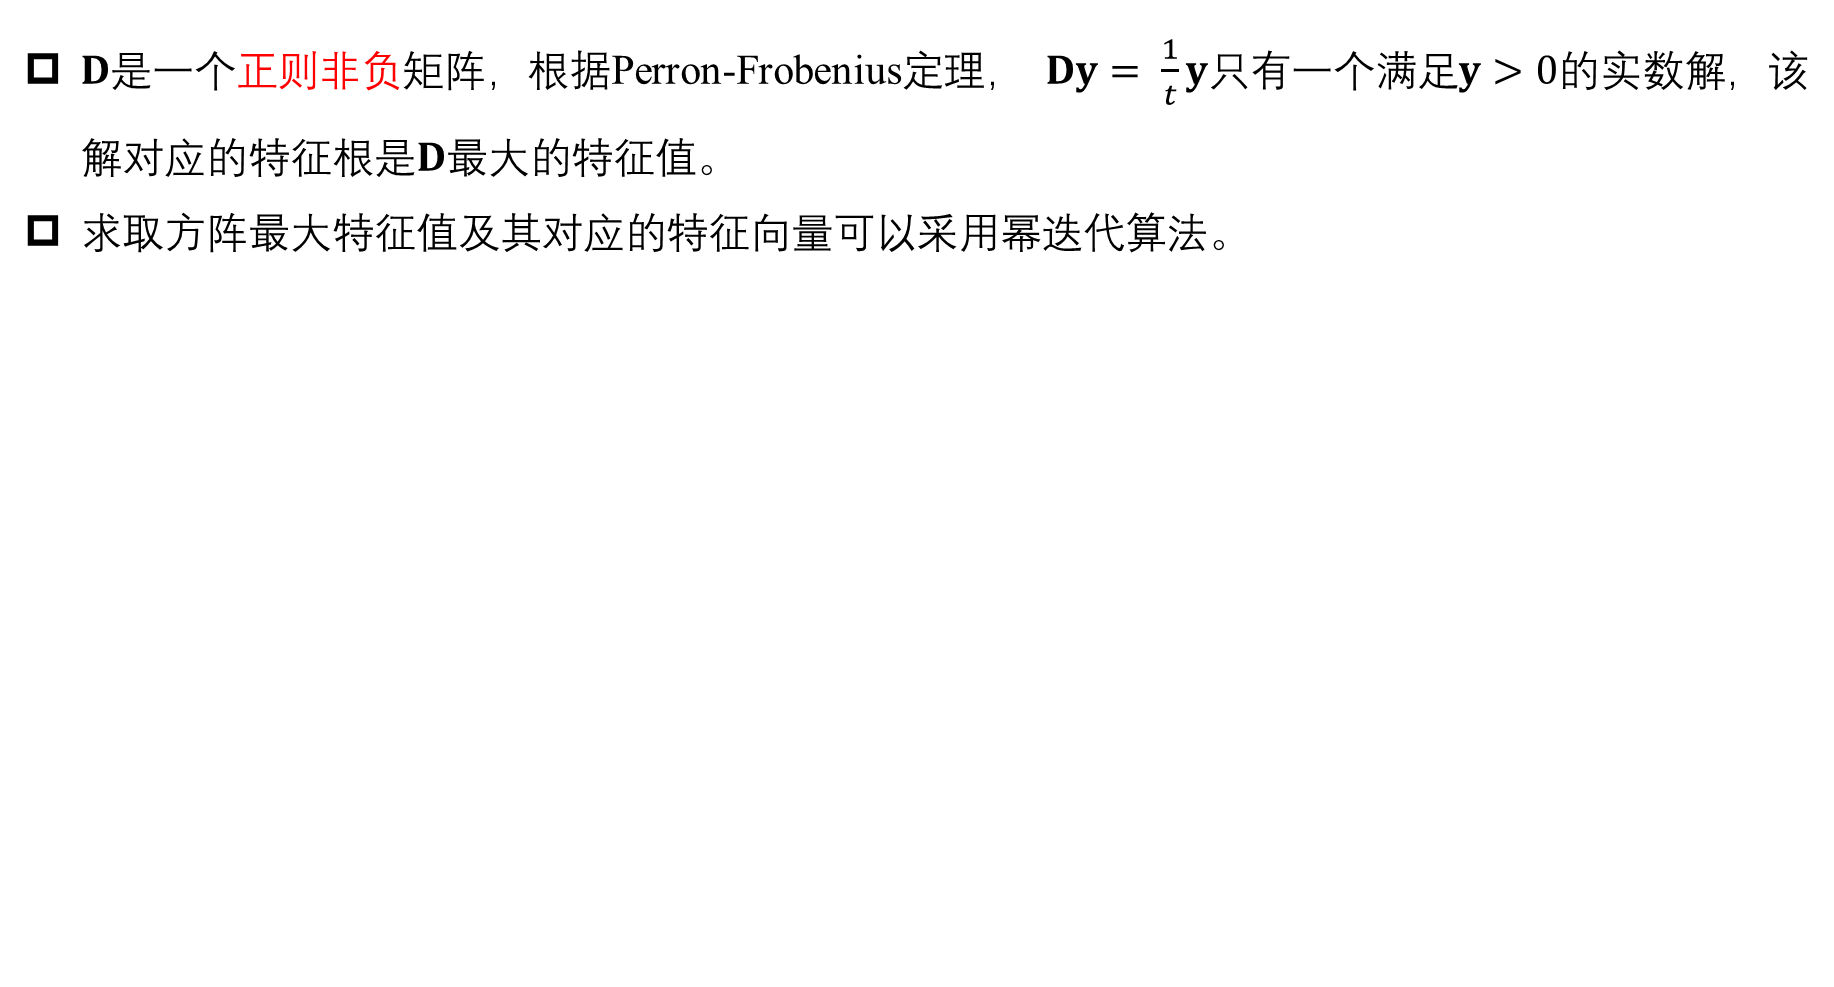 D是一个正则非负矩阵，根据Perron-Frobenius定理， Dy = 1/t y只有一个满足y > 0的实数解，该
解对应的特征根是D最大的特征值。
求取方阵最大特征值及其对应的特征向量可以采用幂迭代算法。